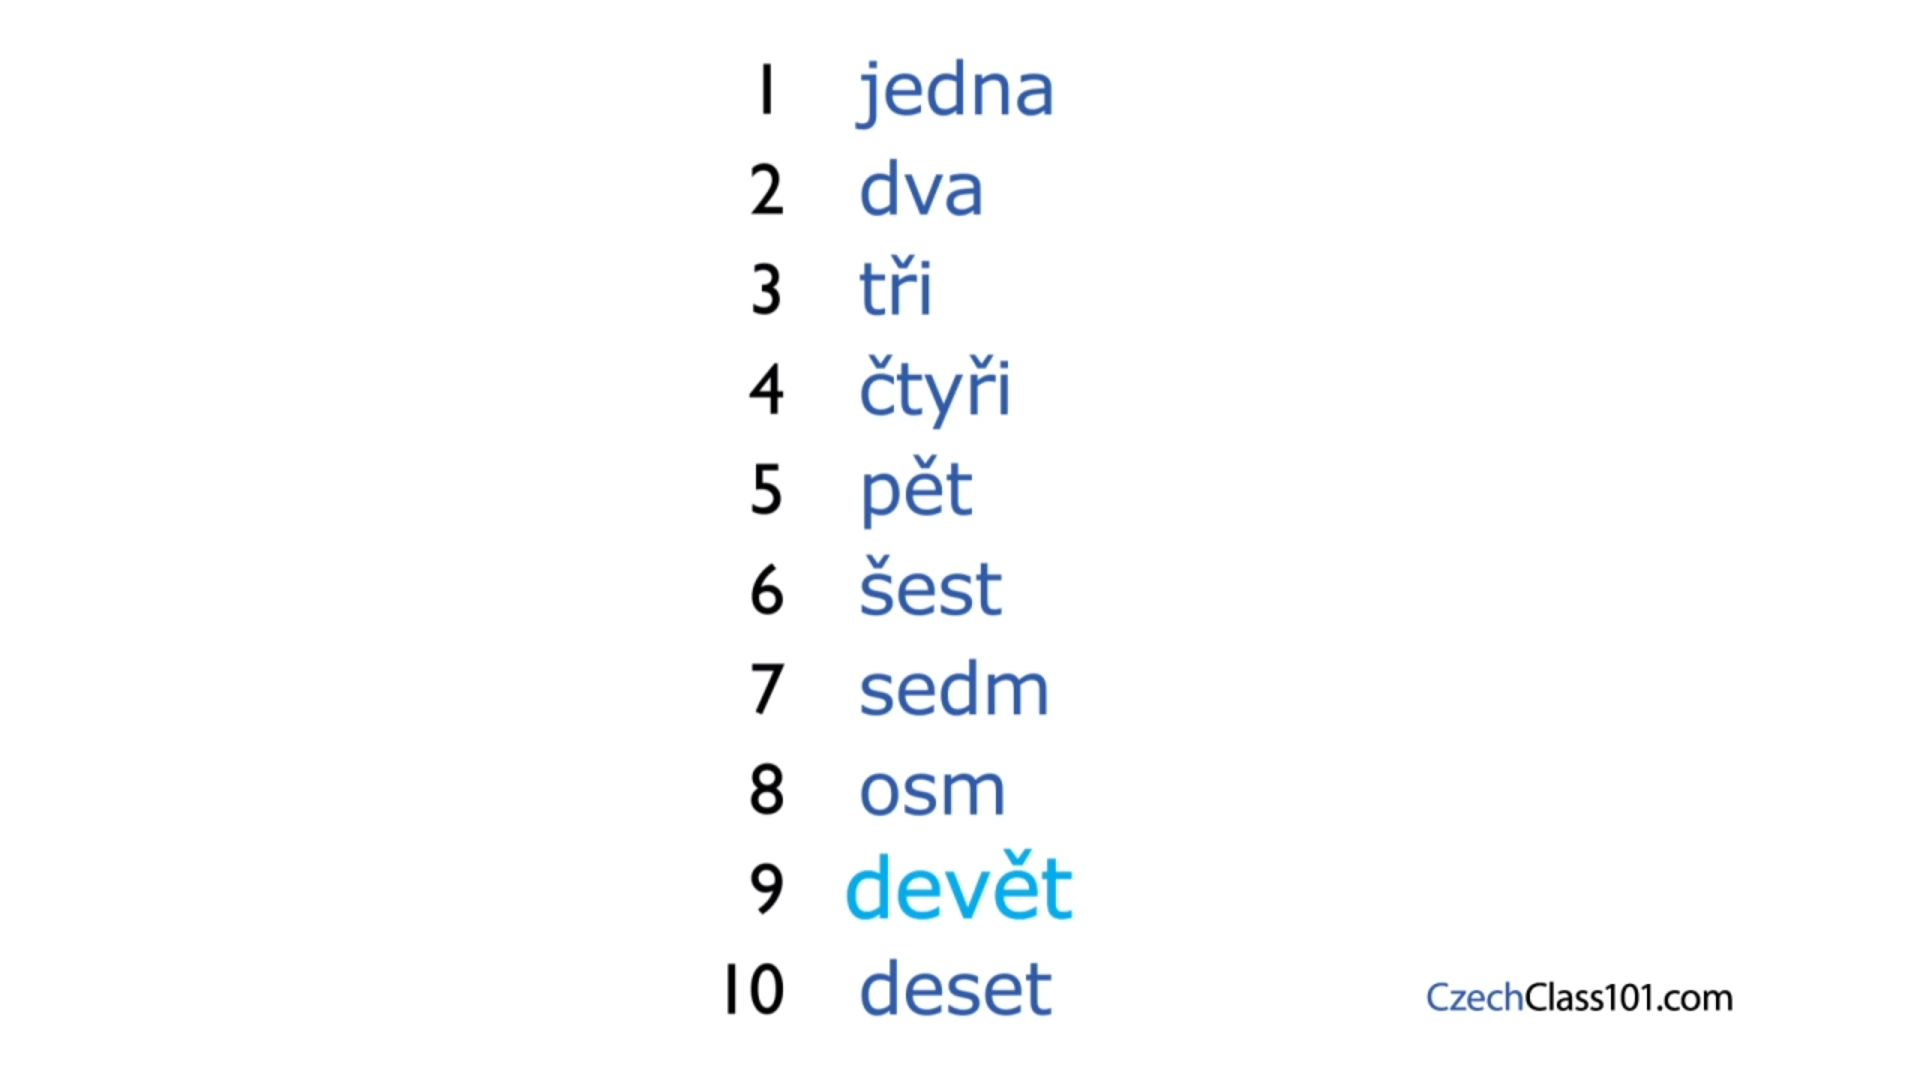 1 jedna
2 dva
3 tři
4 čtyři
5 pět
6 šest
7 sedm
8 osm
9 devět
10 deset
CzechClass101.com